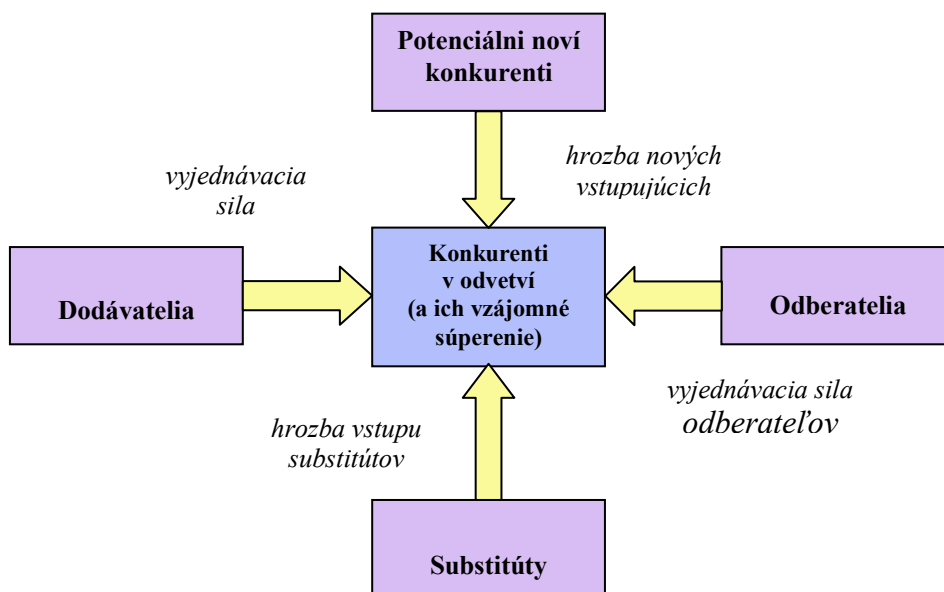 Potenciálni noví
konkurenti
hrozba nových
vstupujúcich
vyjednávacia
sila
Konkurenti
v odvetví
(a ich vzájomné
súperenie)
Dodávatelia
Odberatelia
vyjednávacia sila
odberateľov
hrozba vstupu
substitútov
Substitúty